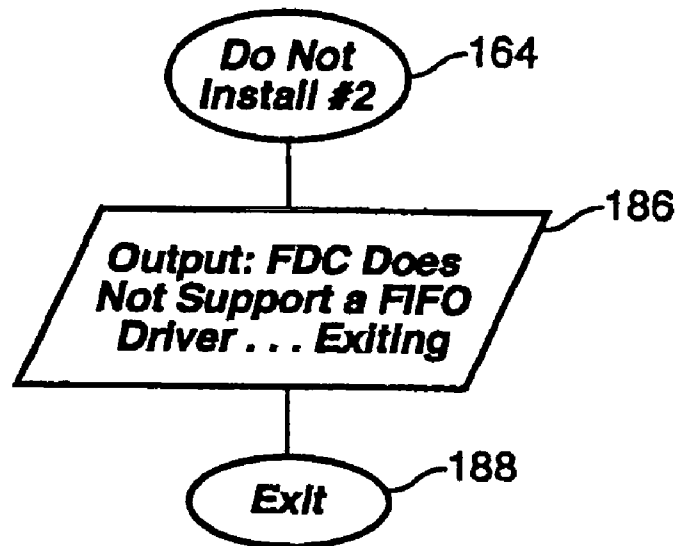 Do Not
Install #2
164
186
Output: FDC Does
Not Support a FIFO
Driver . . . Exiting
188
Exit